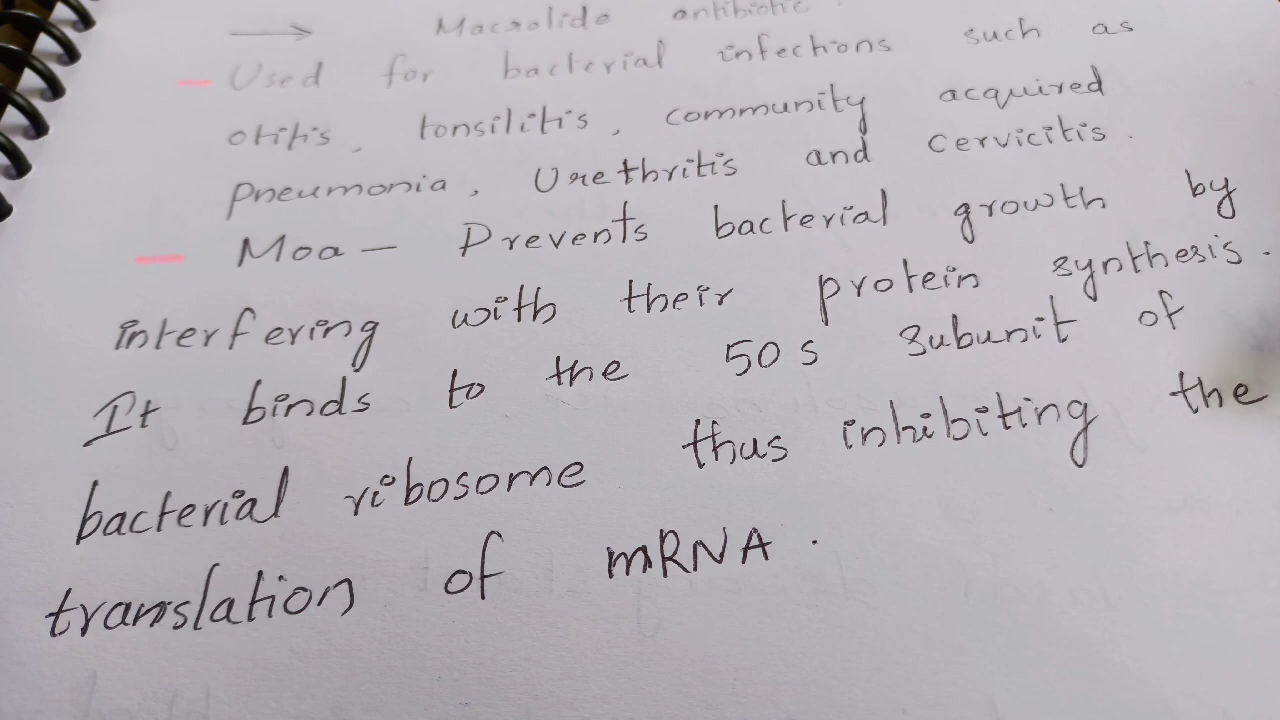 → Macrolide antibiotic.
— Used for bacterial infections such as
otitis, tonsilitis, community acquired
pneumonia, Urethritis and cervicitis.
— Moa — Prevents bacterial growth by
interfering with their protein synthesis.
It binds to the 50s subunit of
bacterial ribosome thus inhibiting the
translation of mRNA.